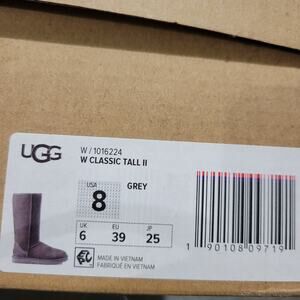 UGG
W / 1016224
W CLASSIC TALL II
USA
8
GREY
UK EU JP
6 39 25
MADE IN VIETNAM
FABRIQUÉ EN VIETNAM
1 90108 09719